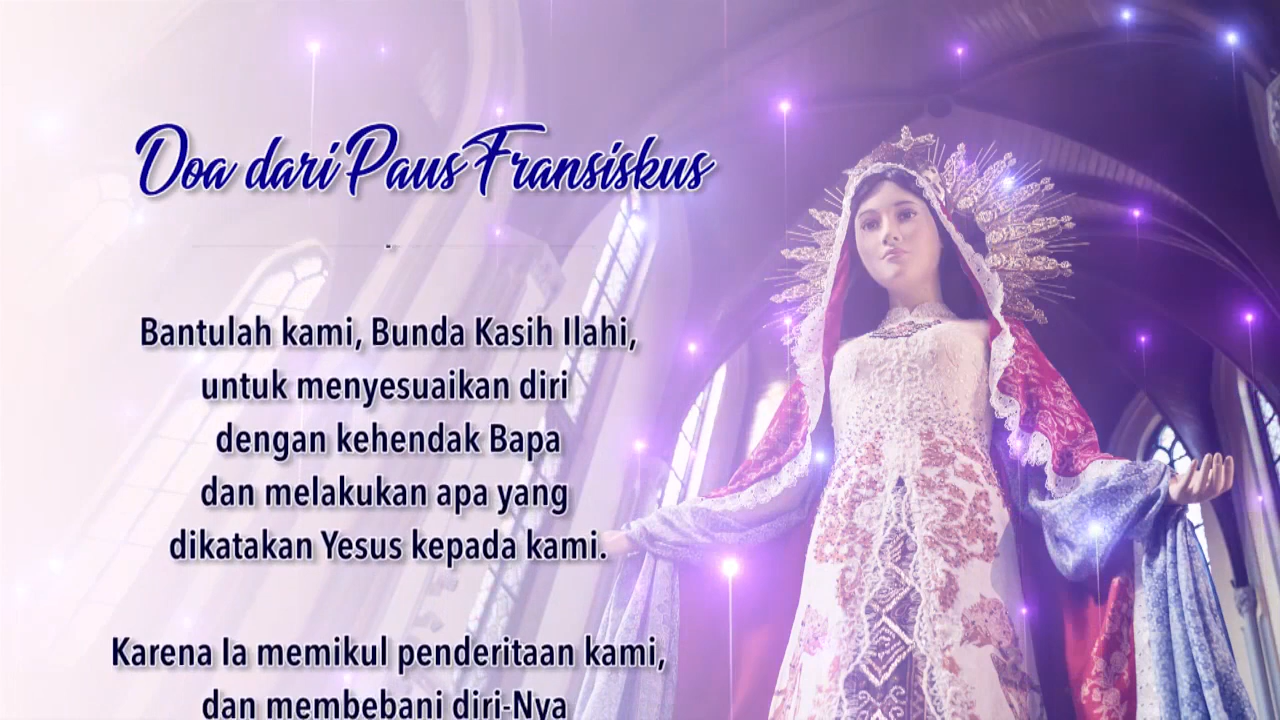 Doa dari Paus Fransiskus
Bantulah kami, Bunda Kasih Ilahi,
untuk menyesuaikan diri
dengan kehendak Bapa
dan melakukan apa yang
dikatakan Yesus kepada kami.
Karena Ia memikul penderitaan kami,
dan membebani diri-Nya